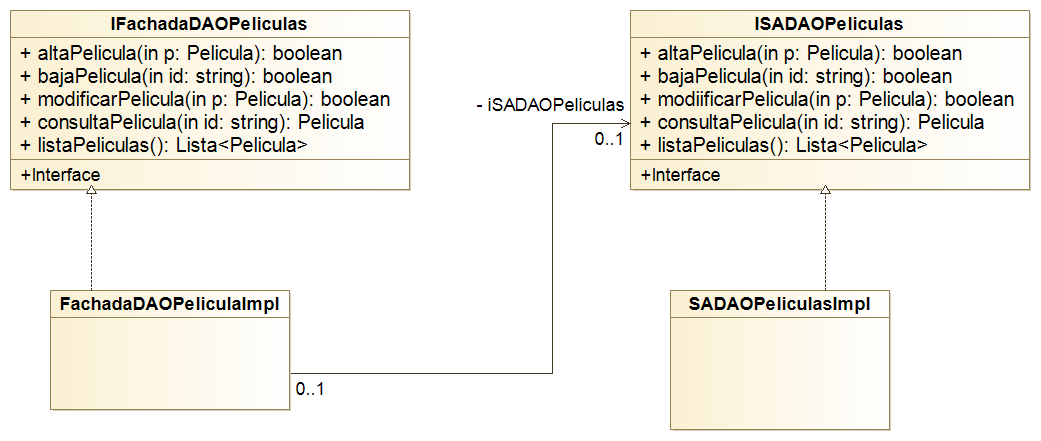 IFachadaDAOPeliculas
+ altaPelicula(in p: Pelicula): boolean
+ bajaPelicula(in id: string): boolean
+ modificarPelicula(in p: Pelicula): boolean
+ consultaPelicula(in id: string): Pelicula
+ listaPeliculas(): Lista<Pelicula>
+Interface
- iSADAOPeliculas
0..1
ISADAOPeliculas
+ altaPelicula(in p: Pelicula): boolean
+ bajaPelicula(in id: string): boolean
+ modiificarPelicula(in p: Pelicula): boolean
+ consultaPelicula(in id: string): Pelicula
+ listaPeliculas(): Lista<Pelicula>
+Interface
FachadaDAOPeliculaImpl
0..1
SADAOPeliculasImpl